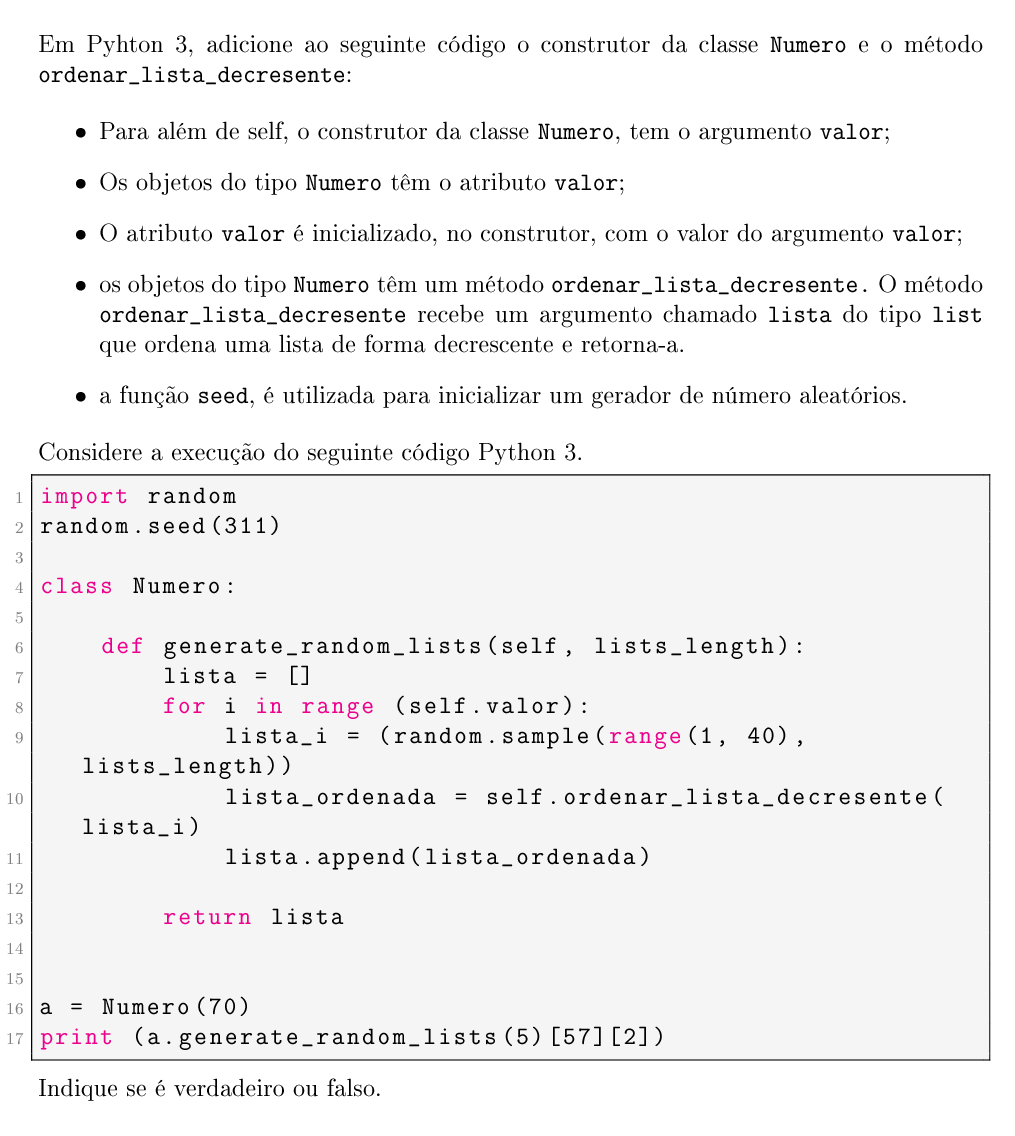 Em Pyhton 3, adicione ao seguinte código o construtor da classe Numero e o método
ordenar_lista_decresente:
• Para além de self, o construtor da classe Numero, tem o argumento valor;
• Os objetos do tipo Numero têm o atributo valor;
• O atributo valor é inicializado, no construtor, com o valor do argumento valor;
• os objetos do tipo Numero têm um método ordenar_lista_decresente. O método
ordenar_lista_decresente recebe um argumento chamado lista do tipo list
que ordena uma lista de forma decrescente e retorna-a.
• a função seed, é utilizada para inicializar um gerador de número aleatórios.
Considere a execução do seguinte código Python 3.
1 import random
2 random.seed(311)
3
4 class Numero:
5
6     def generate_random_lists(self, lists_length):
7         lista = []
8         for i in range (self.valor):
9             lista_i = (random.sample(range(1, 40),
lists_length))
10             lista_ordenada = self.ordenar_lista_decresente(
lista_i)
11             lista.append(lista_ordenada)
12
13         return lista
14
15
16 a = Numero(70)
17 print (a.generate_random_lists(5)[57][2])
Indique se é verdadeiro ou falso.